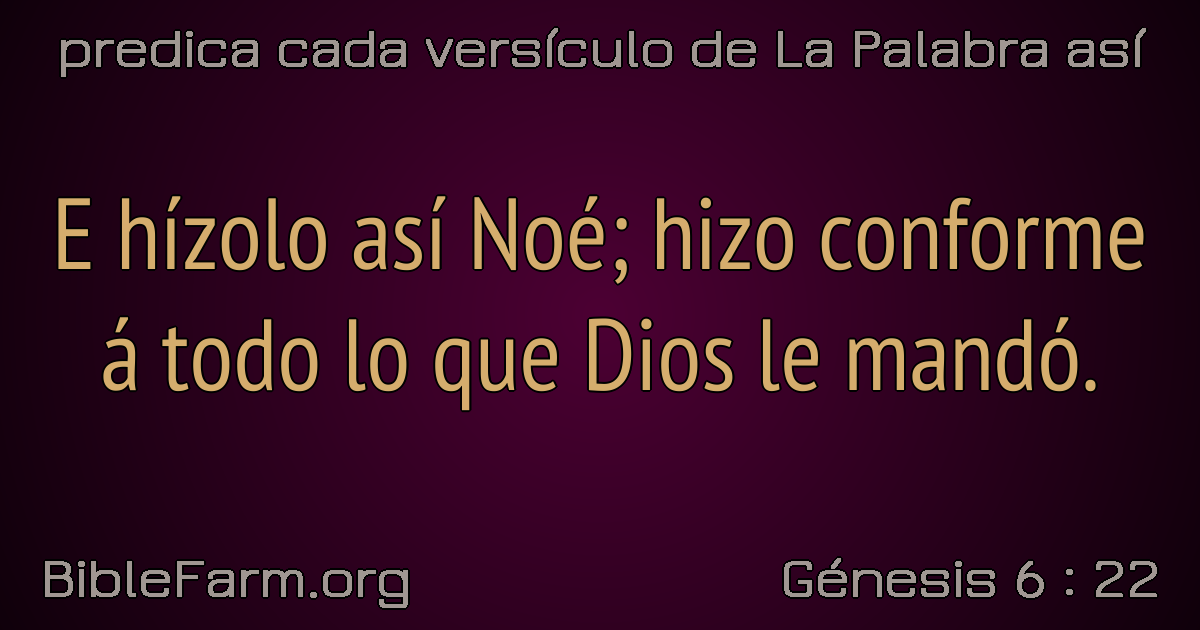 predica cada versículo de La Palabra así
E hízolo así Noé; hizo conforme
á todo lo que Dios le mandó.
BibleFarm.org
Génesis 6 : 22